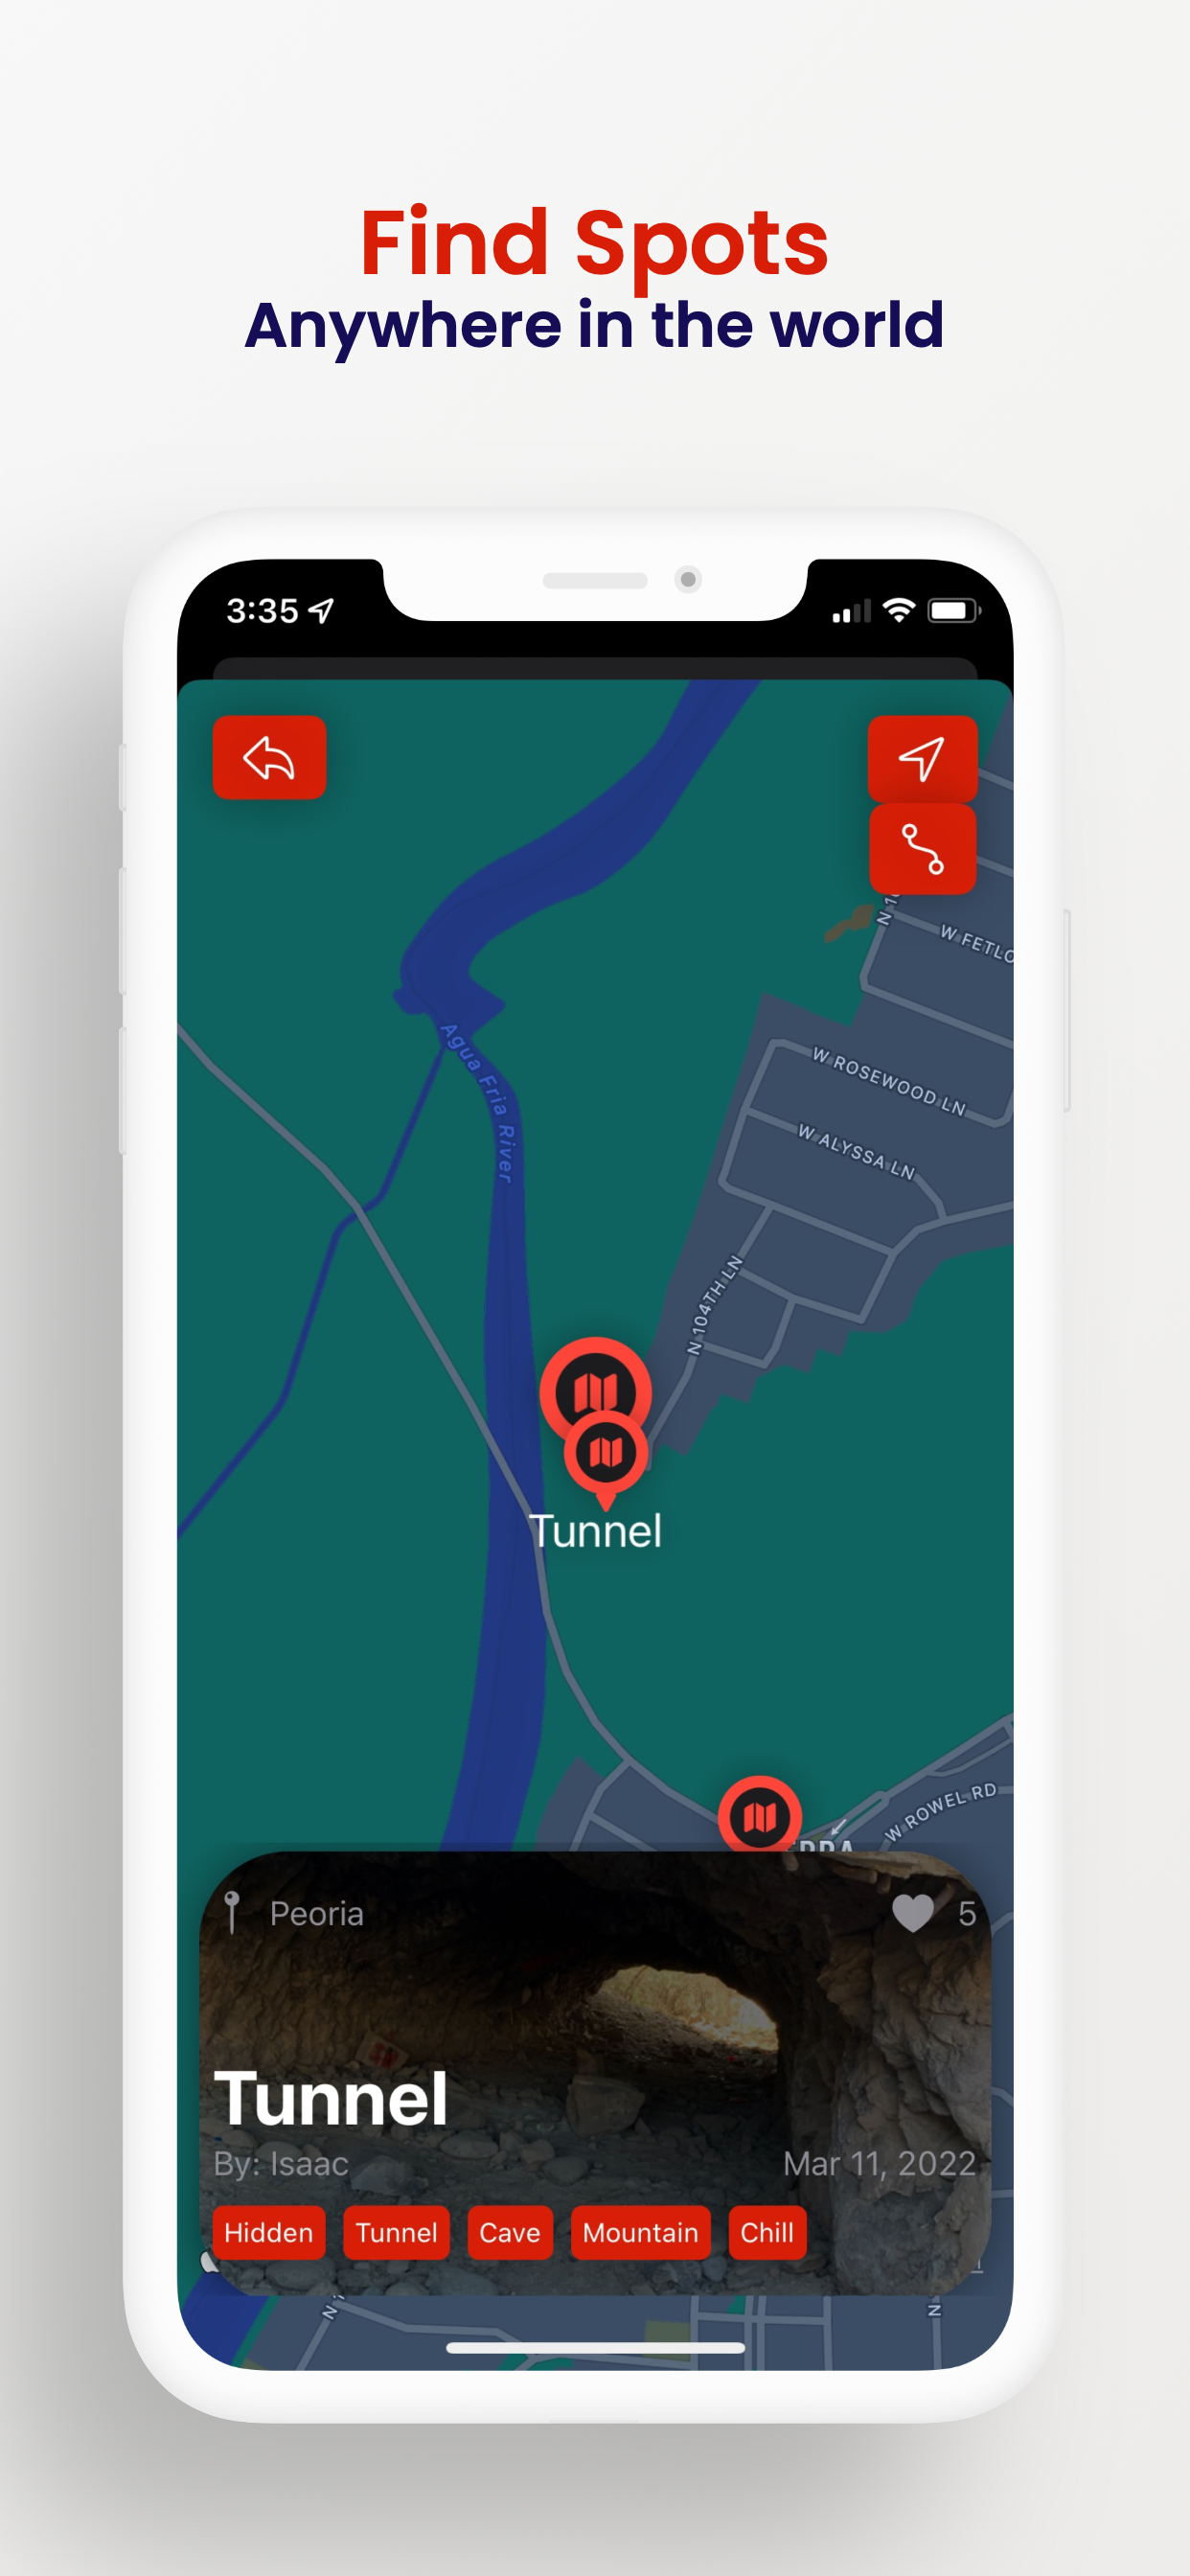 Find Spots
Anywhere in the world
3:35
W FETLO
W ROSEWOOD LN
W ALYSSA LN
Agua Fria River
N 104TH LN
Tunnel
W ROWEL RD
Peoria
5
Tunnel
By: Isaac
Mar 11, 2022
Hidden
Tunnel
Cave
Mountain
Chill
N